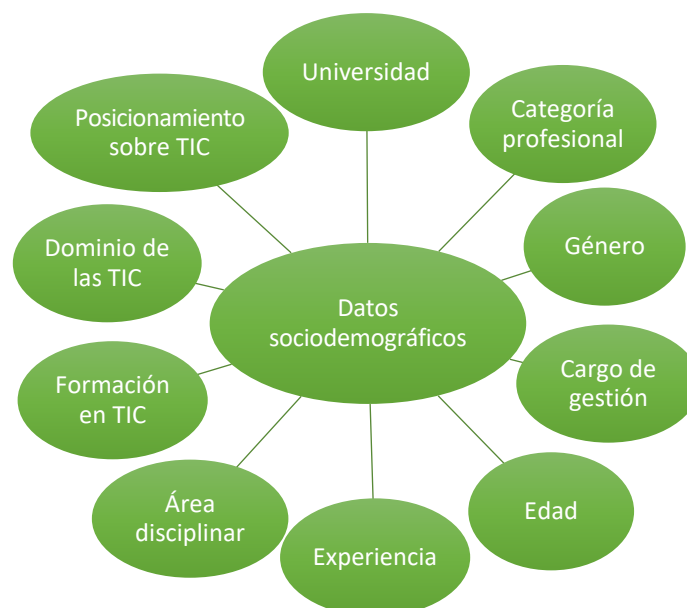 Universidad
Posicionamiento
sobre TIC
Categoría
profesional
Dominio de
las TIC
Género
Datos
sociodemográficos
Formación
en TIC
Cargo de
gestión
Área
disciplinar
Edad
Experiencia